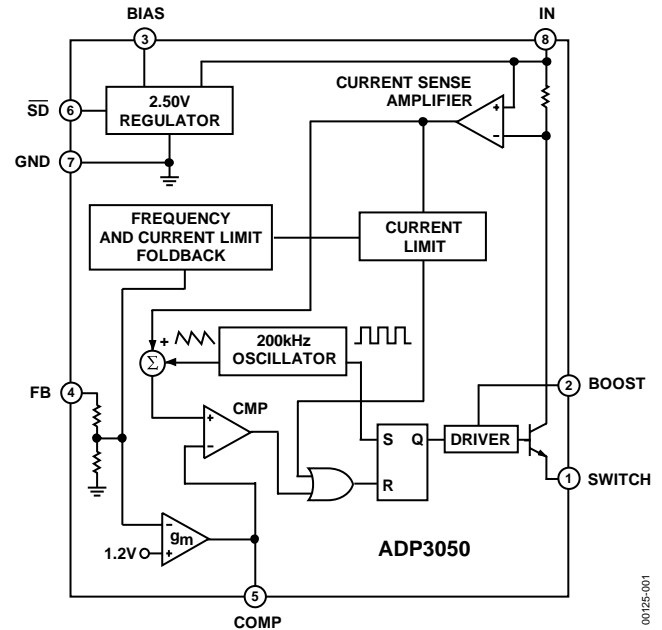 BIAS
3
IN
8
SD
6
2.50V
REGULATOR
CURRENT SENSE
AMPLIFIER
+
−
GND
7
FREQUENCY
AND CURRENT LIMIT
FOLDBACK
CURRENT
LIMIT
+
Σ
200kHz
OSCILLATOR
FB
4
2
BOOST
CMP
+
−
S Q
R
DRIVER
1
SWITCH
−
gm
1.2V
+
ADP3050
5
COMP
00125-001